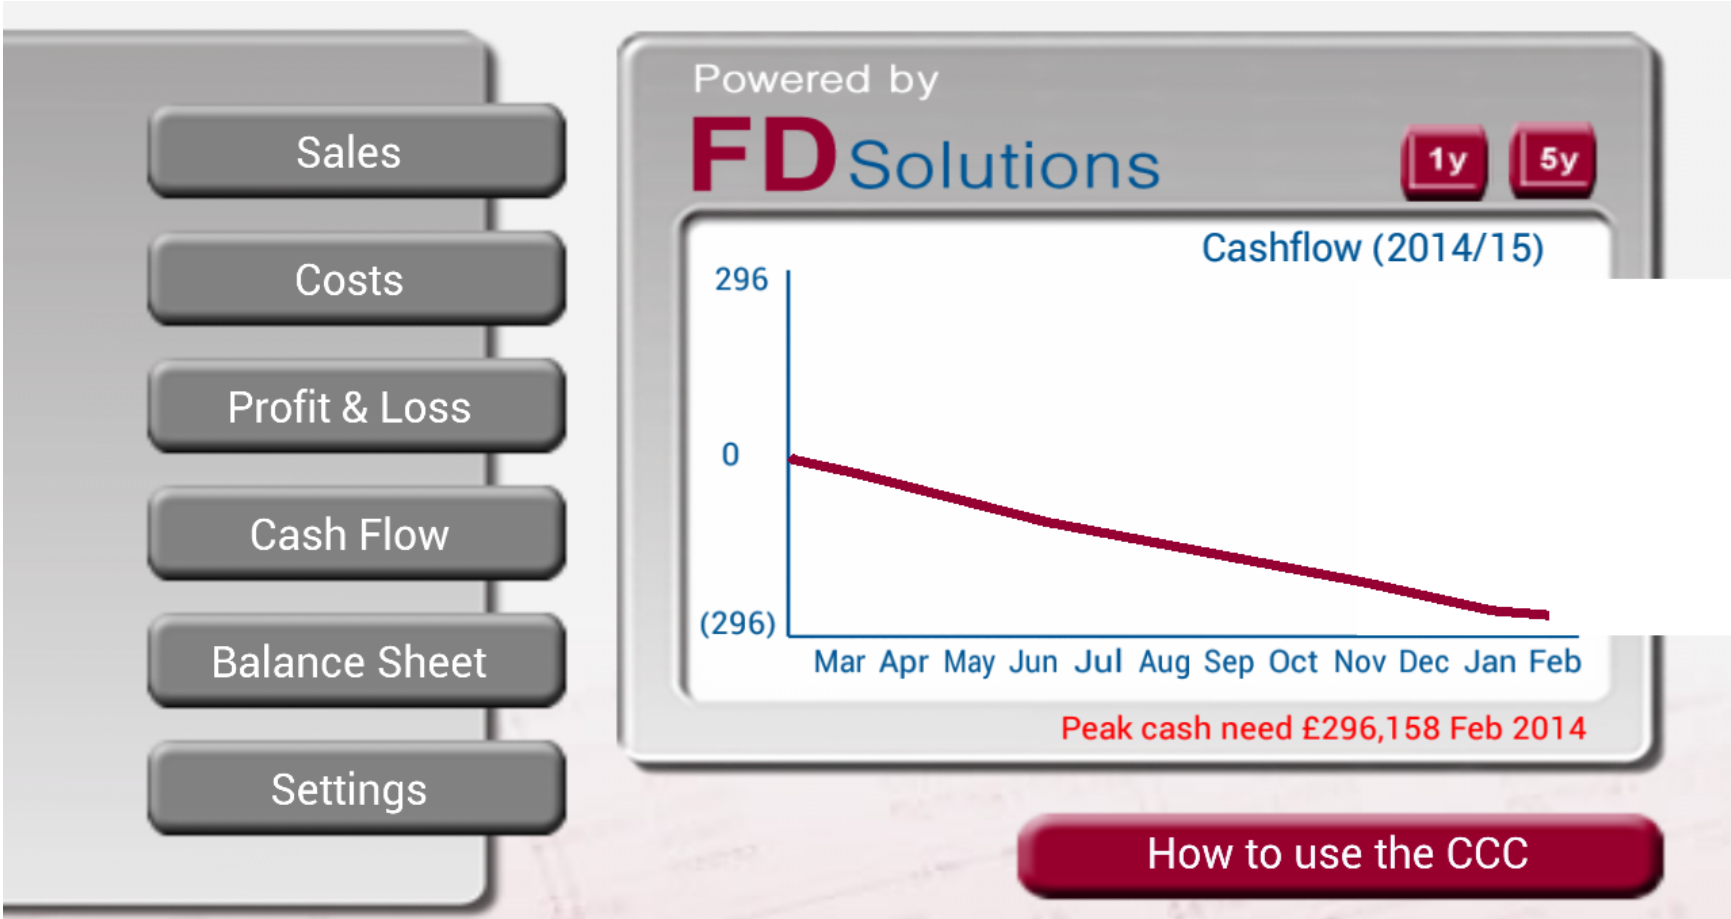 Sales
Costs
Profit & Loss
Cash Flow
Balance Sheet
Settings
Powered by
FD Solutions
1y 5y
Cashflow (2014/15)
296
0
(296)
Mar Apr May Jun Jul Aug Sep Oct Nov Dec Jan Feb
Peak cash need £296,158 Feb 2014
How to use the CCC